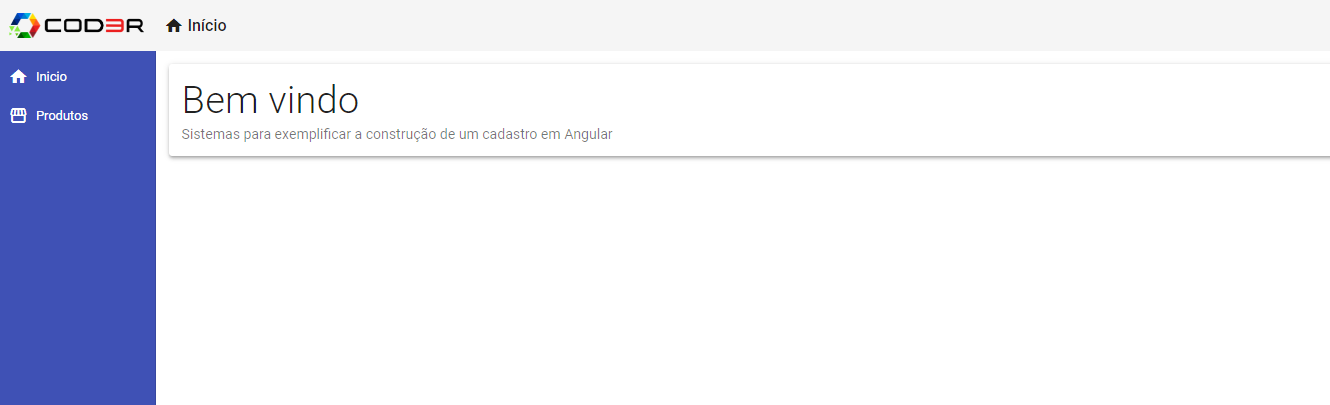 COD3R
Início
Inicio
Produtos
Bem vindo
Sistemas para exemplificar a construção de um cadastro em Angular